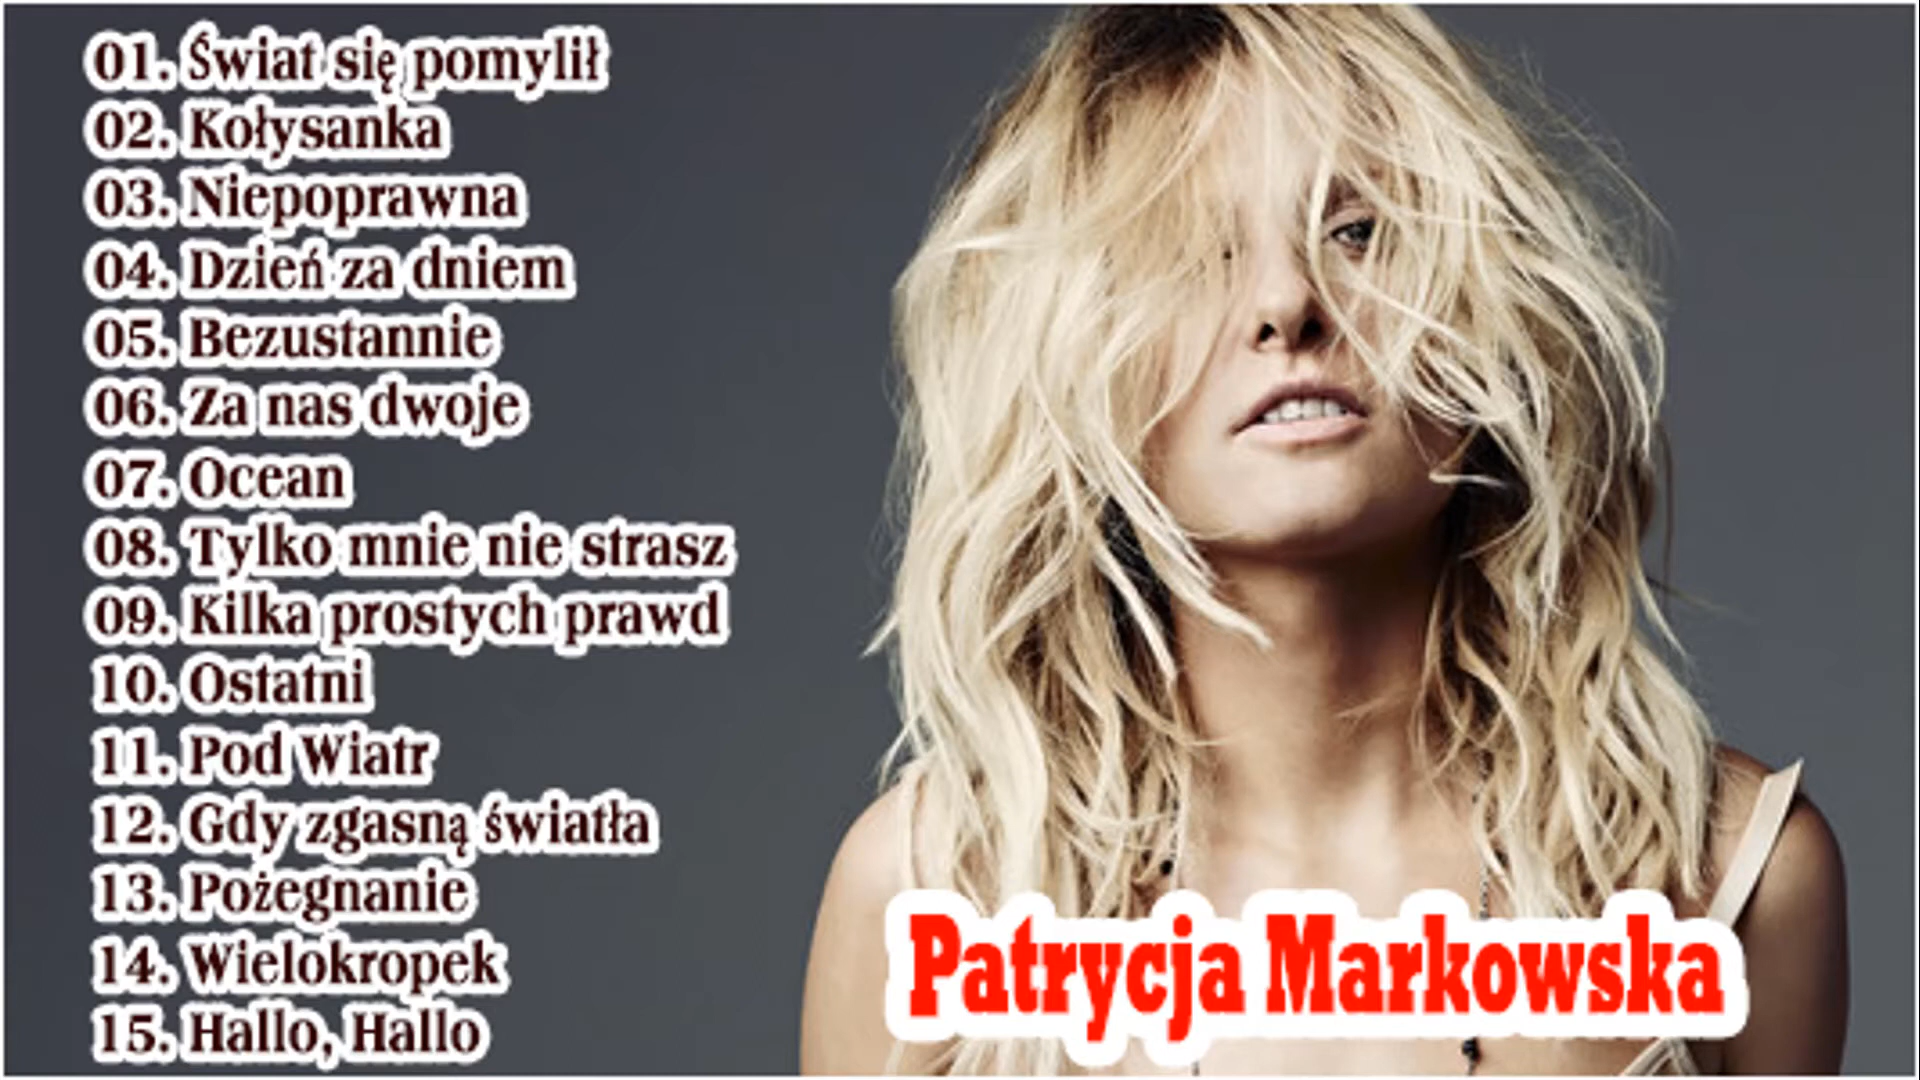 01. Świat się pomylił
02. Kołysanka
03. Niepoprawna
04. Dzień za dniem
05. Bezustannie
06. Za nas dwoje
07. Ocean
08. Tylko mnie nie strasz
09. Kilka prostych prawd
10. Ostatni
11. Pod Wiatr
12. Gdy zgasną światła
13. Pożegnanie
14. Wielokropek
15. Hallo, Hallo
Patrycja Markowska